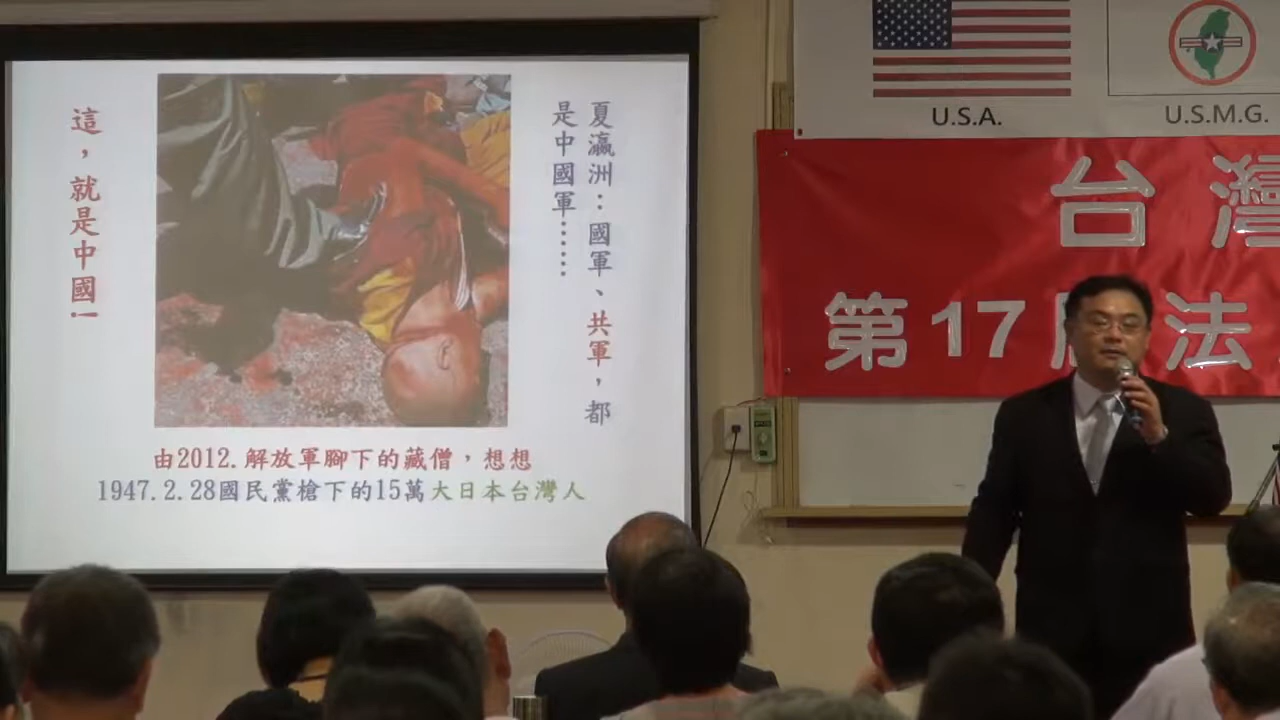 夏瀛洲：國軍、共軍，都
是中國軍……
這，就是中國！
由2012.解放軍腳下的藏僧，想想
1947.2.28國民黨槍下的15萬大日本台灣人
U.S.A.
U.S.M.G.
台灣
第17屆法